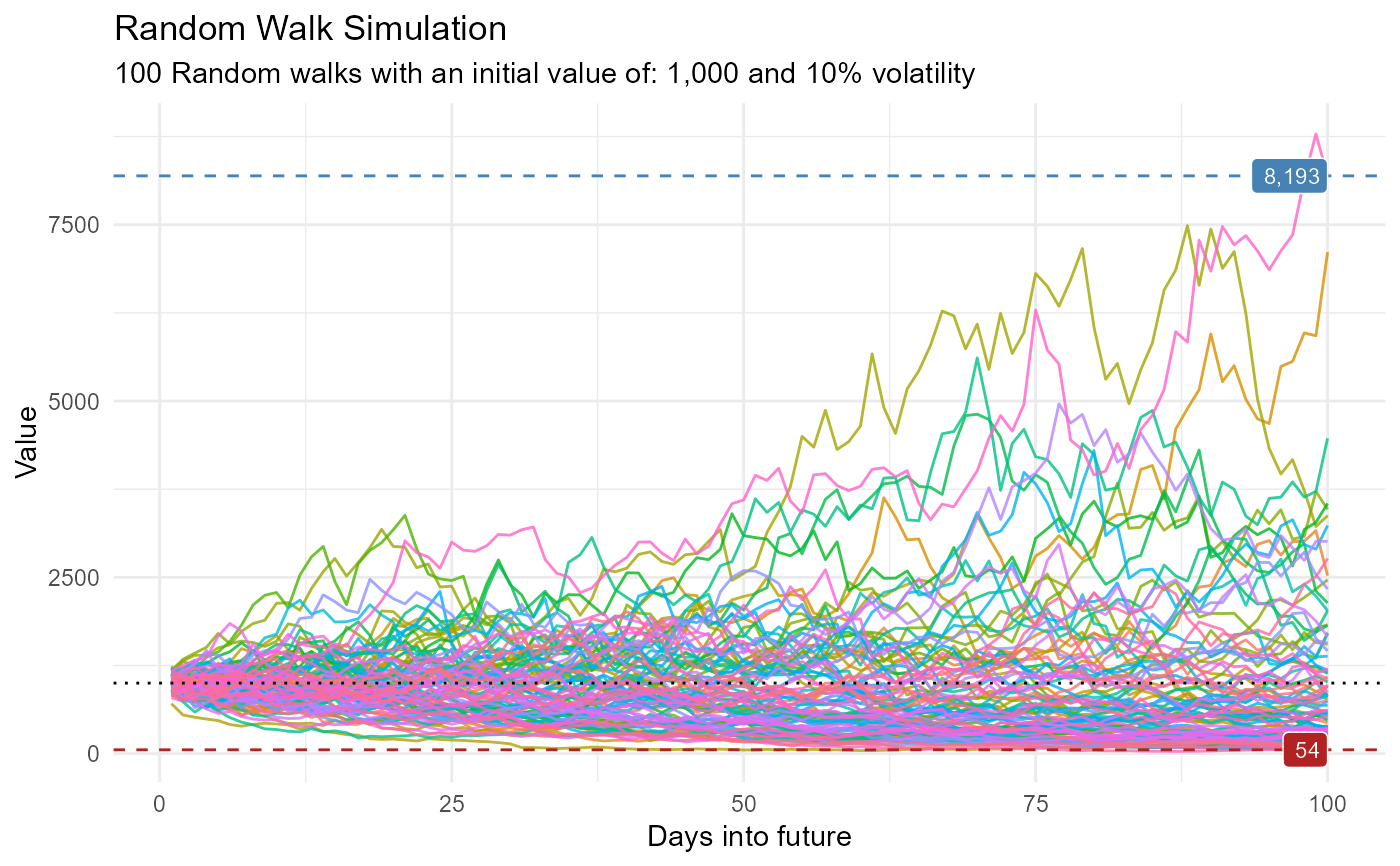 Random Walk Simulation
100 Random walks with an initial value of: 1,000 and 10% volatility
8,193
7500
5000
Value
2500
0
54
0 25 50 75 100
Days into future